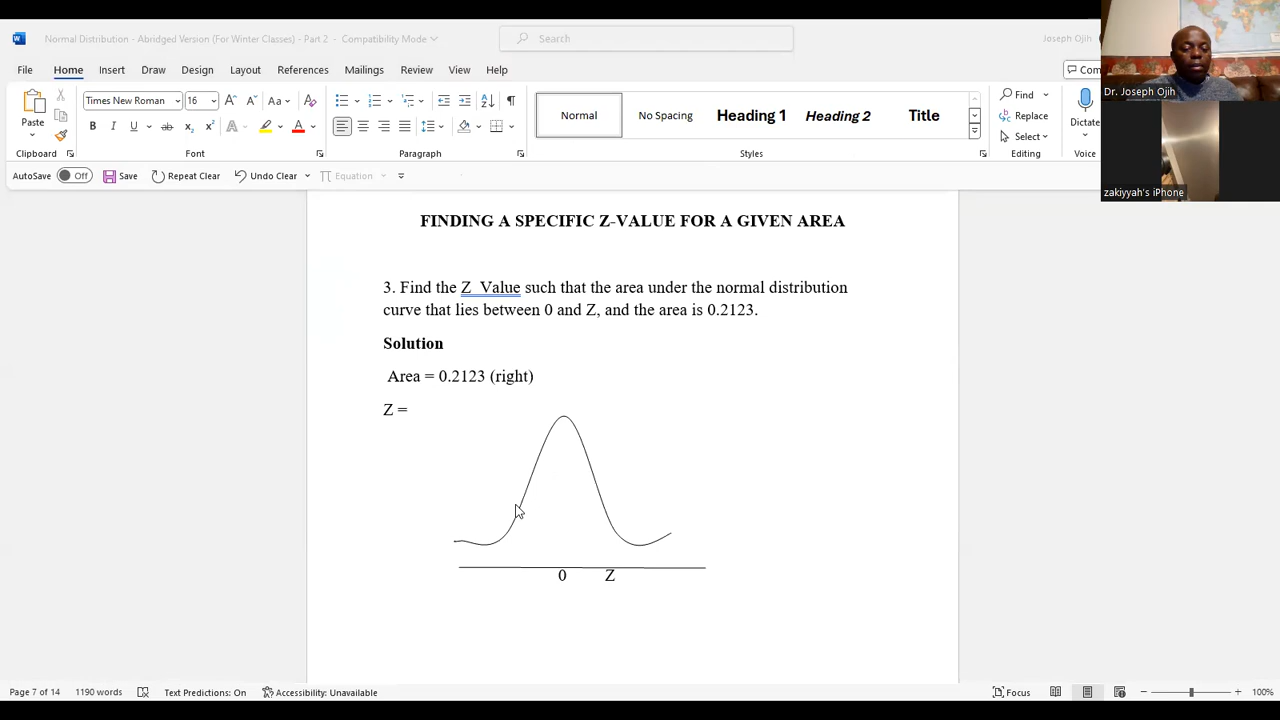 Normal Distribution - Abridged Version (For Winter Classes) - Part 2 - Compatibility Mode
Search
Joseph Ojih
File Home Insert Draw Design Layout References Mailings Review View Help
Com
Times New Roman 16
Aa
Paste
B I U ab x₂ x² A A
Clipboard
Font
Paragraph
Normal
No Spacing
Heading 1
Heading 2
Title
Styles
Find
Replace
Select
Editing
Dictate
Voice
AutoSave Off Save Repeat Clear Undo Clear Equation
Dr. Joseph Ojih
zakiyyah's iPhone
FINDING A SPECIFIC Z-VALUE FOR A GIVEN AREA
3. Find the Z Value such that the area under the normal distribution
curve that lies between 0 and Z, and the area is 0.2123.
Solution
Area = 0.2123 (right)
Z =
0 Z
Page 7 of 14 1190 words Text Predictions: On Accessibility: Unavailable Focus 100%